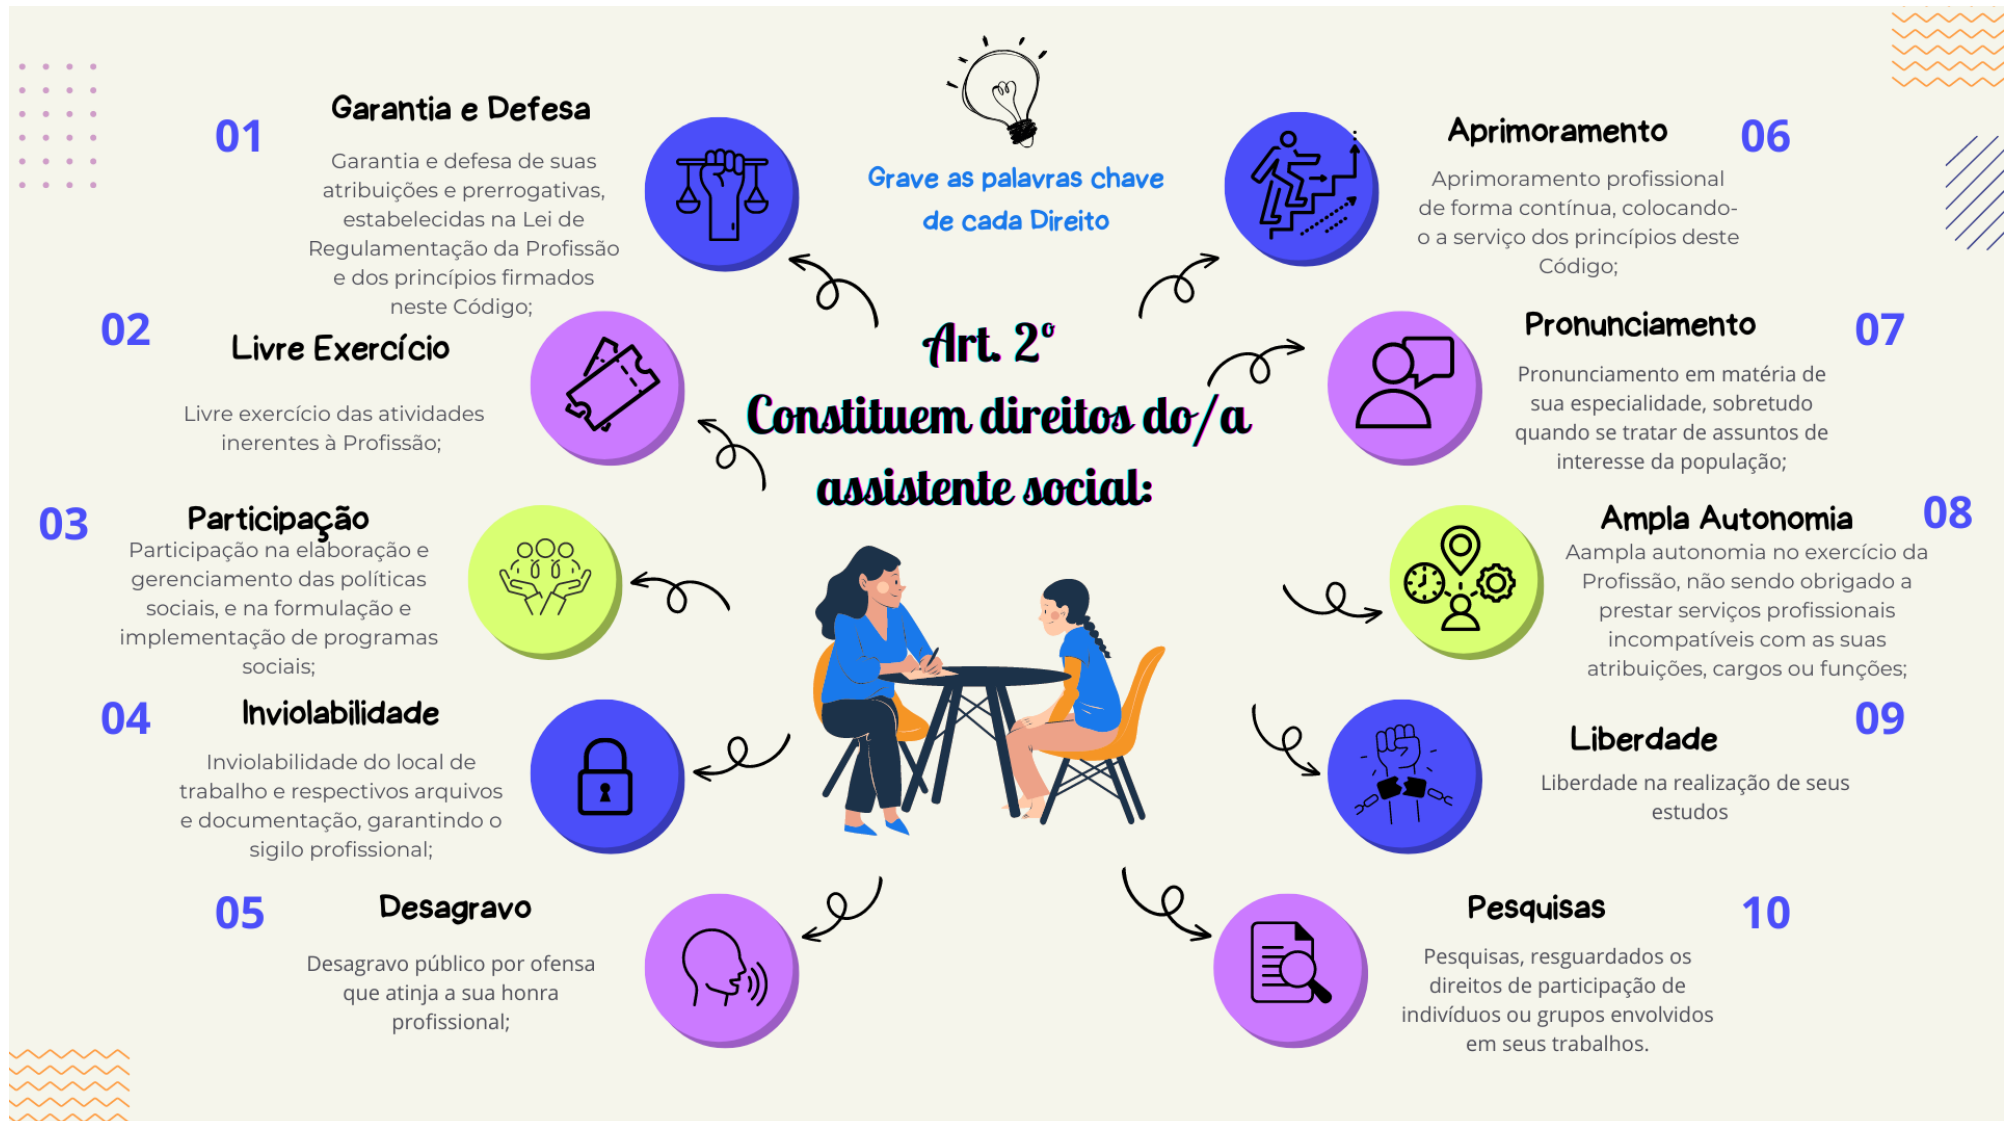 Grave as palavras chave
de cada Direito
Art. 2º
Constituem direitos do/a
assistente social:
01
Garantia e Defesa
Garantia e defesa de suas
atribuições e prerrogativas,
estabelecidas na Lei de
Regulamentação da Profissão
e dos princípios firmados
neste Código;
02
Livre Exercício
Livre exercício das atividades
inerentes à Profissão;
03
Participação
Participação na elaboração e
gerenciamento das políticas
sociais, e na formulação e
implementação de programas
sociais;
04
Inviolabilidade
Inviolabilidade do local de
trabalho e respectivos arquivos
e documentação, garantindo o
sigilo profissional;
05
Desagravo
Desagravo público por ofensa
que atinja a sua honra
profissional;
Aprimoramento
06
Aprimoramento profissional
de forma contínua, colocando-
o a serviço dos princípios deste
Código;
Pronunciamento
07
Pronunciamento em matéria de
sua especialidade, sobretudo
quando se tratar de assuntos de
interesse da população;
Ampla Autonomia
08
Aampla autonomia no exercício da
Profissão, não sendo obrigado a
prestar serviços profissionais
incompatíveis com as suas
atribuições, cargos ou funções;
09
Liberdade
Liberdade na realização de seus
estudos
Pesquisas
10
Pesquisas, resguardados os
direitos de participação de
indivíduos ou grupos envolvidos
em seus trabalhos.